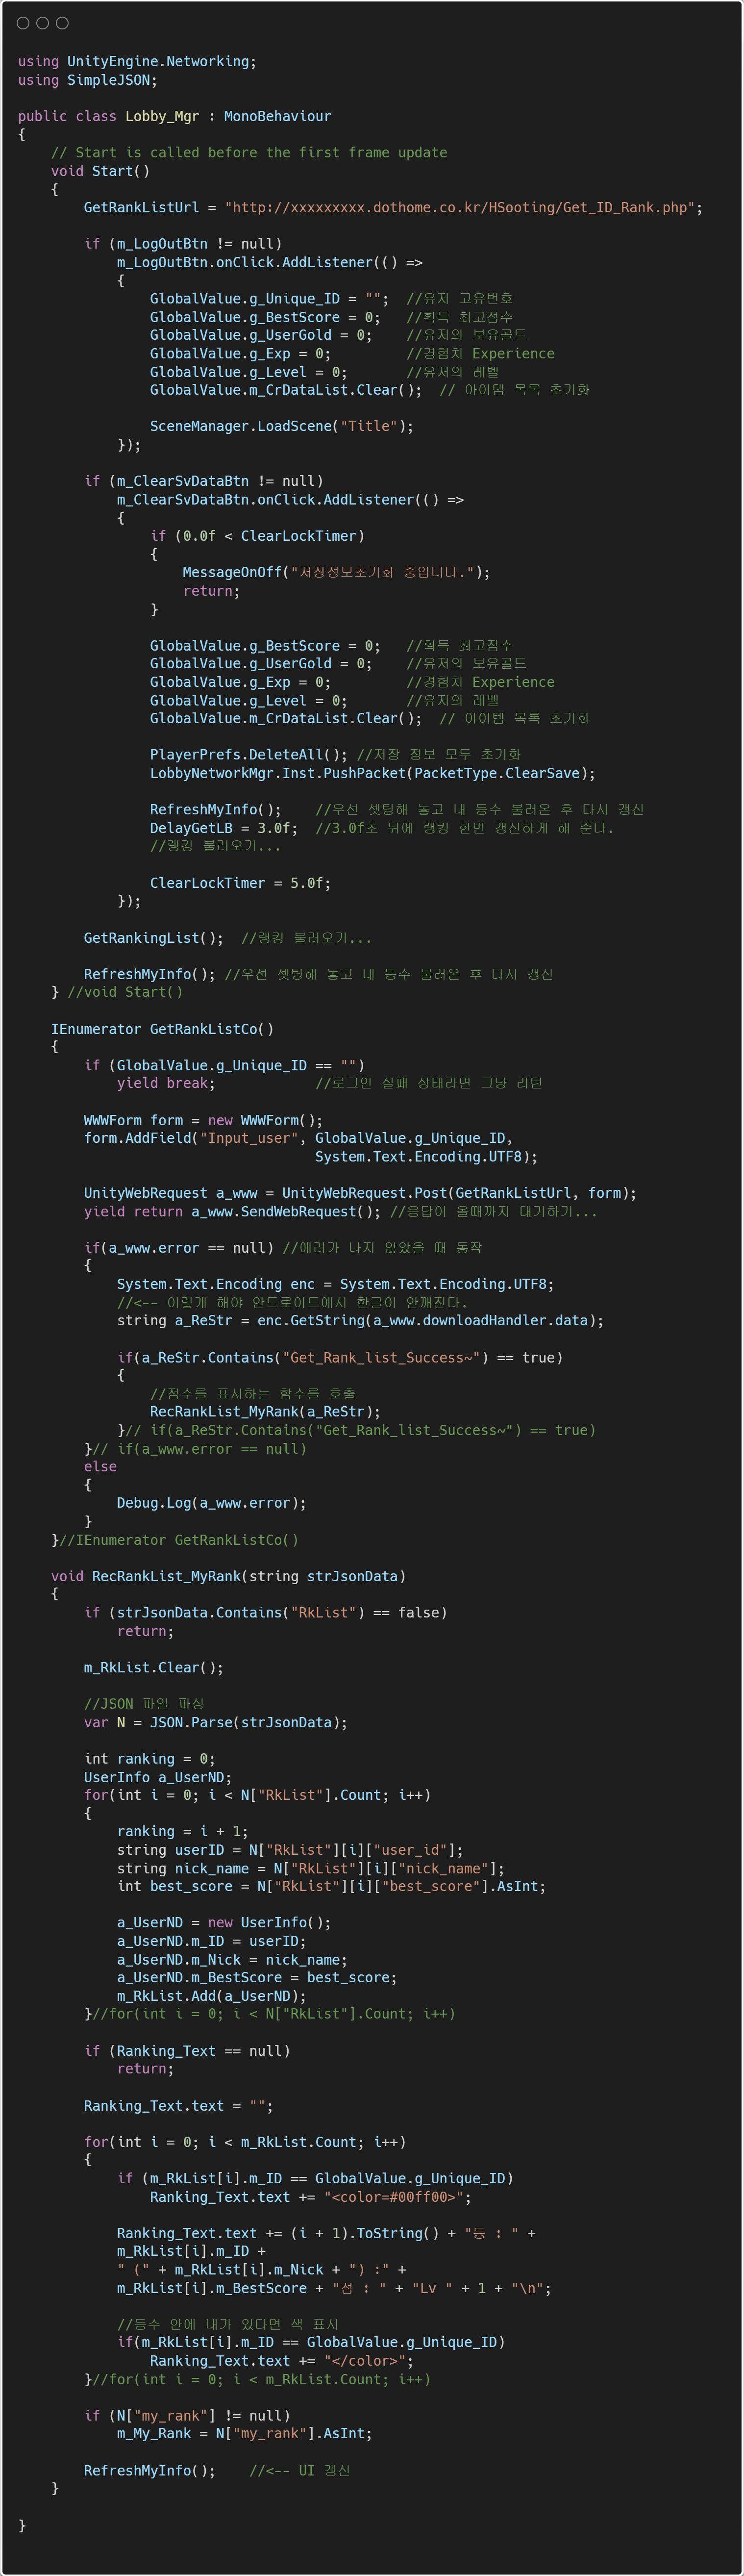 using UnityEngine.Networking;
using SimpleJSON;

public class Lobby_Mgr : MonoBehaviour
{
    // Start is called before the first frame update
    void Start()
    {
        GetRankListUrl = "http://xxxxxxxxx.dothome.co.kr/HSooting/Get_ID_Rank.php";

        if (m_LogOutBtn != null)
            m_LogOutBtn.onClick.AddListener(() =>
            {
                GlobalValue.g_Unique_ID = "";  //유저 고유번호
                GlobalValue.g_BestScore = 0;   //획득 최고점수
                GlobalValue.g_UserGold = 0;    //유저의 보유골드
                GlobalValue.g_Exp = 0;         //경험치 Experience
                GlobalValue.g_Level = 0;       //유저의 레벨
                GlobalValue.m_CrDataList.Clear();  // 아이템 목록 초기화

                SceneManager.LoadScene("Title");
            });

        if (m_ClearSvDataBtn != null)
            m_ClearSvDataBtn.onClick.AddListener(() =>
            {
                if (0.0f < ClearLockTimer)
                {
                    MessageOnOff("저장정보초기화 중입니다.");
                    return;
                }

                GlobalValue.g_BestScore = 0;   //획득 최고점수
                GlobalValue.g_UserGold = 0;    //유저의 보유골드
                GlobalValue.g_Exp = 0;         //경험치 Experience
                GlobalValue.g_Level = 0;       //유저의 레벨
                GlobalValue.m_CrDataList.Clear();  // 아이템 목록 초기화

                PlayerPrefs.DeleteAll(); //저장 정보 모두 초기화
                LobbyNetworkMgr.Inst.PushPacket(PacketType.ClearSave);

                RefreshMyInfo();    //우선 셋팅해 놓고 내 등수 불러온 후 다시 갱신
                DelayGetLB = 3.0f;  //3.0f초 뒤에 랭킹 한번 갱신하게 해 준다.
                //랭킹 불러오기...

                ClearLockTimer = 5.0f;
            });

        GetRankingList();  //랭킹 불러오기...

        RefreshMyInfo(); //우선 셋팅해 놓고 내 등수 불러온 후 다시 갱신
    } //void Start()

    IEnumerator GetRankListCo()
    {
        if (GlobalValue.g_Unique_ID == "")
            yield break;            //로그인 실패 상태라면 그냥 리턴

        WWWForm form = new WWWForm();
        form.AddField("Input_user", GlobalValue.g_Unique_ID,
                                    System.Text.Encoding.UTF8);

        UnityWebRequest a_www = UnityWebRequest.Post(GetRankListUrl, form);
        yield return a_www.SendWebRequest(); //응답이 올때까지 대기하기...

        if(a_www.error == null) //에러가 나지 않았을 때 동작
        {
            System.Text.Encoding enc = System.Text.Encoding.UTF8;
            //<-- 이렇게 해야 안드로이드에서 한글이 안깨진다.
            string a_ReStr = enc.GetString(a_www.downloadHandler.data);

            if(a_ReStr.Contains("Get_Rank_list_Success~") == true)
            {
                //점수를 표시하는 함수를 호출
                RecRankList_MyRank(a_ReStr);
            }// if(a_ReStr.Contains("Get_Rank_list_Success~") == true)
        }// if(a_www.error == null)
        else
        {
            Debug.Log(a_www.error);
        }
    }//IEnumerator GetRankListCo()

    void RecRankList_MyRank(string strJsonData)
    {
        if (strJsonData.Contains("RkList") == false)
            return;

        m_RkList.Clear();

        //JSON 파일 파싱
        var N = JSON.Parse(strJsonData);

        int ranking = 0;
        UserInfo a_UserND;
        for(int i = 0; i < N["RkList"].Count; i++)
        {
            ranking = i + 1;
            string userID = N["RkList"][i]["user_id"];
            string nick_name = N["RkList"][i]["nick_name"];
            int best_score = N["RkList"][i]["best_score"].AsInt;

            a_UserND = new UserInfo();
            a_UserND.m_ID = userID;
            a_UserND.m_Nick = nick_name;
            a_UserND.m_BestScore = best_score;
            m_RkList.Add(a_UserND);
        }//for(int i = 0; i < N["RkList"].Count; i++)

        if (Ranking_Text == null)
            return;

        Ranking_Text.text = "";

        for(int i = 0; i < m_RkList.Count; i++)
        {
            if (m_RkList[i].m_ID == GlobalValue.g_Unique_ID)
                Ranking_Text.text += "<color=#00ff00>";

            Ranking_Text.text += (i + 1).ToString() + "등 : " +
            m_RkList[i].m_ID +
            " (" + m_RkList[i].m_Nick + ") :" +
            m_RkList[i].m_BestScore + "점 : " + "Lv " + 1 + "\n";

            //등수 안에 내가 있다면 색 표시
            if(m_RkList[i].m_ID == GlobalValue.g_Unique_ID)
                Ranking_Text.text += "</color>";
        }//for(int i = 0; i < m_RkList.Count; i++)

        if (N["my_rank"] != null)
            m_My_Rank = N["my_rank"].AsInt;

        RefreshMyInfo();    //<-- UI 갱신
    }

}